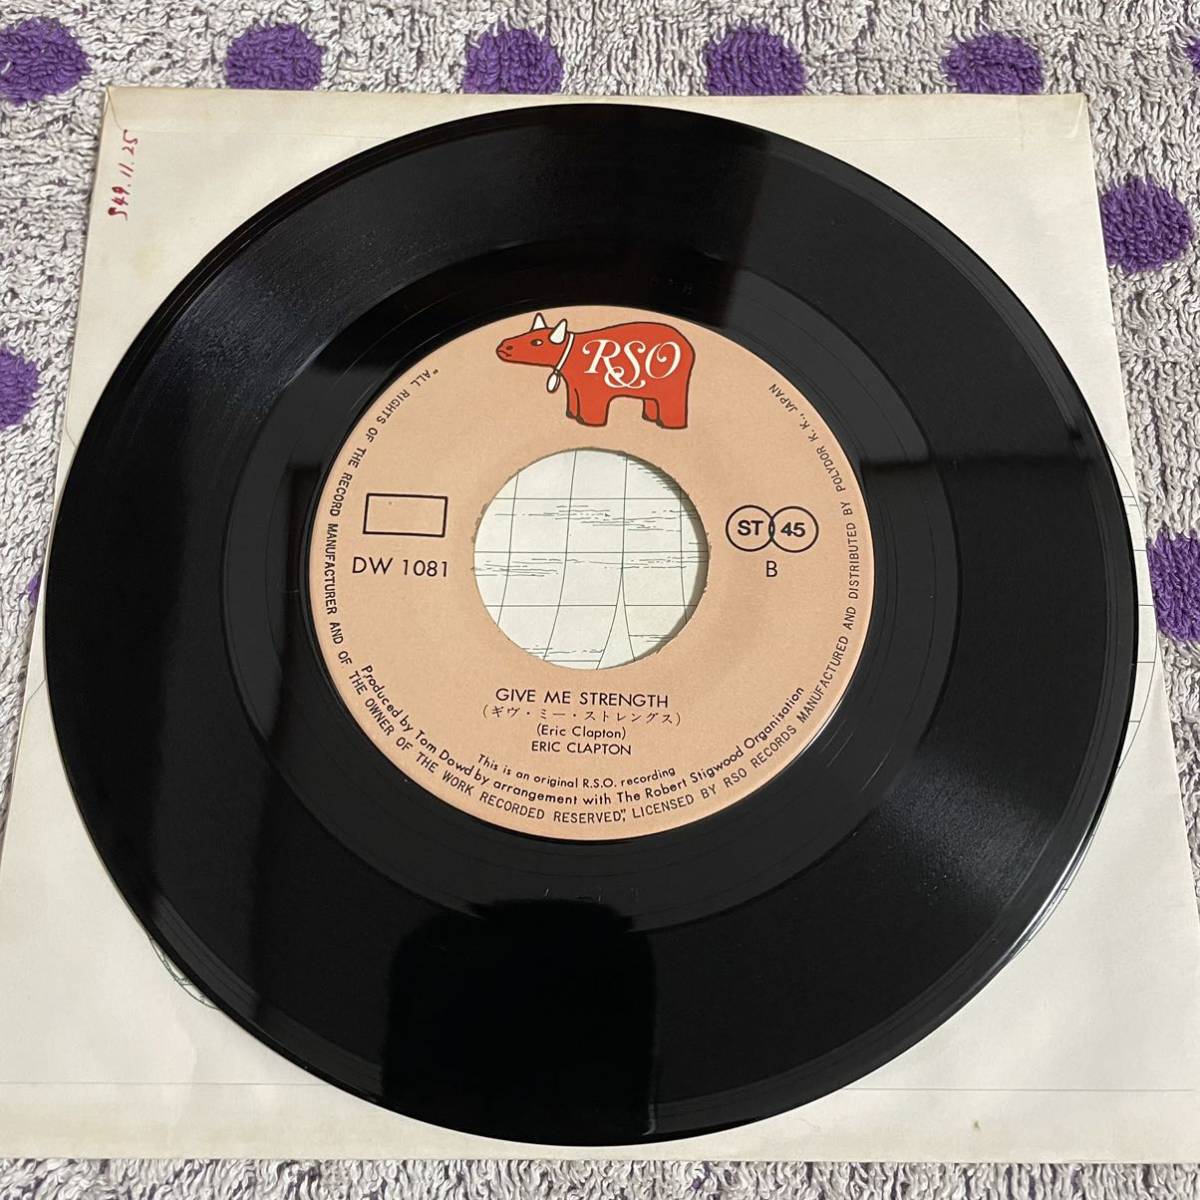 S49.11.25
RSO
DW 1081
ST 45
B
GIVE ME STRENGTH
(ギヴ・ミー・ストレングス)
(Eric Clapton)
ERIC CLAPTON
This is an original R.S.O. recording
Produced by Tom Dowd by arrangement with The Robert Stigwood Organisation
"ALL RIGHTS OF THE RECORD MANUFACTURER AND OF THE OWNER OF THE WORK RECORDED RESERVED", LICENSED BY RSO RECORDS MANUFACTURED AND DISTRIBUTED BY POLYDOR K. K., JAPAN